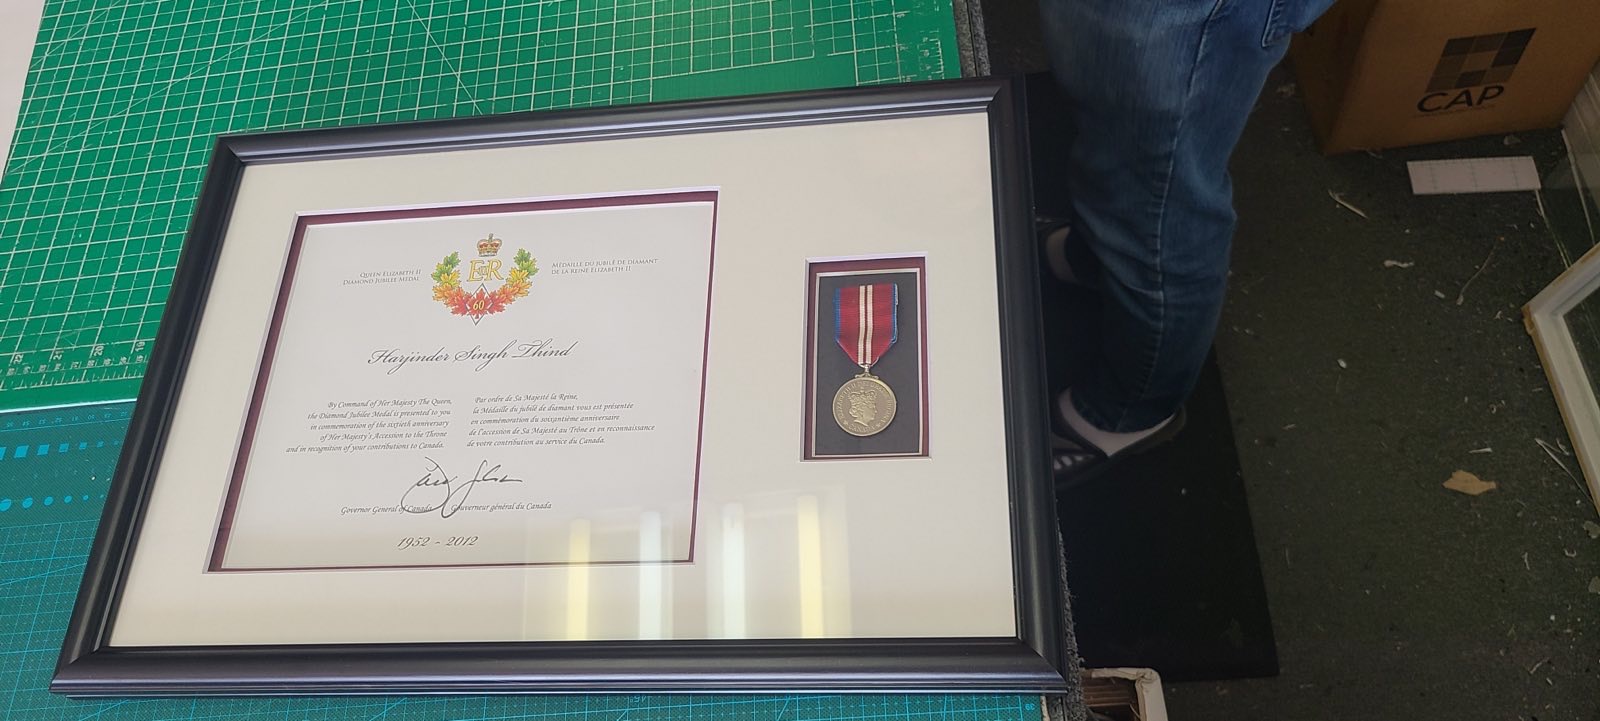 QUEEN ELIZABETH II
DIAMOND JUBILEE MEDAL
EIIR
60
MÉDAILLE DU JUBILÉ DE DIAMANT
DE LA REINE ELIZABETH II
Harjinder Singh Thind
By Command of Her Majesty The Queen,
the Diamond Jubilee Medal is presented to you
in commemoration of the sixtieth anniversary
of Her Majesty's Accession to the Throne
and in recognition of your contributions to Canada.
Par ordre de Sa Majesté la Reine,
la Médaille du jubilé de diamant vous est présentée
en commémoration du soixantième anniversaire
de l'accession de Sa Majesté au Trône et en reconnaissance
de votre contribution au service du Canada.
Governor General of Canada
Gouverneur général du Canada
1952 - 2012
CANADA
CAP